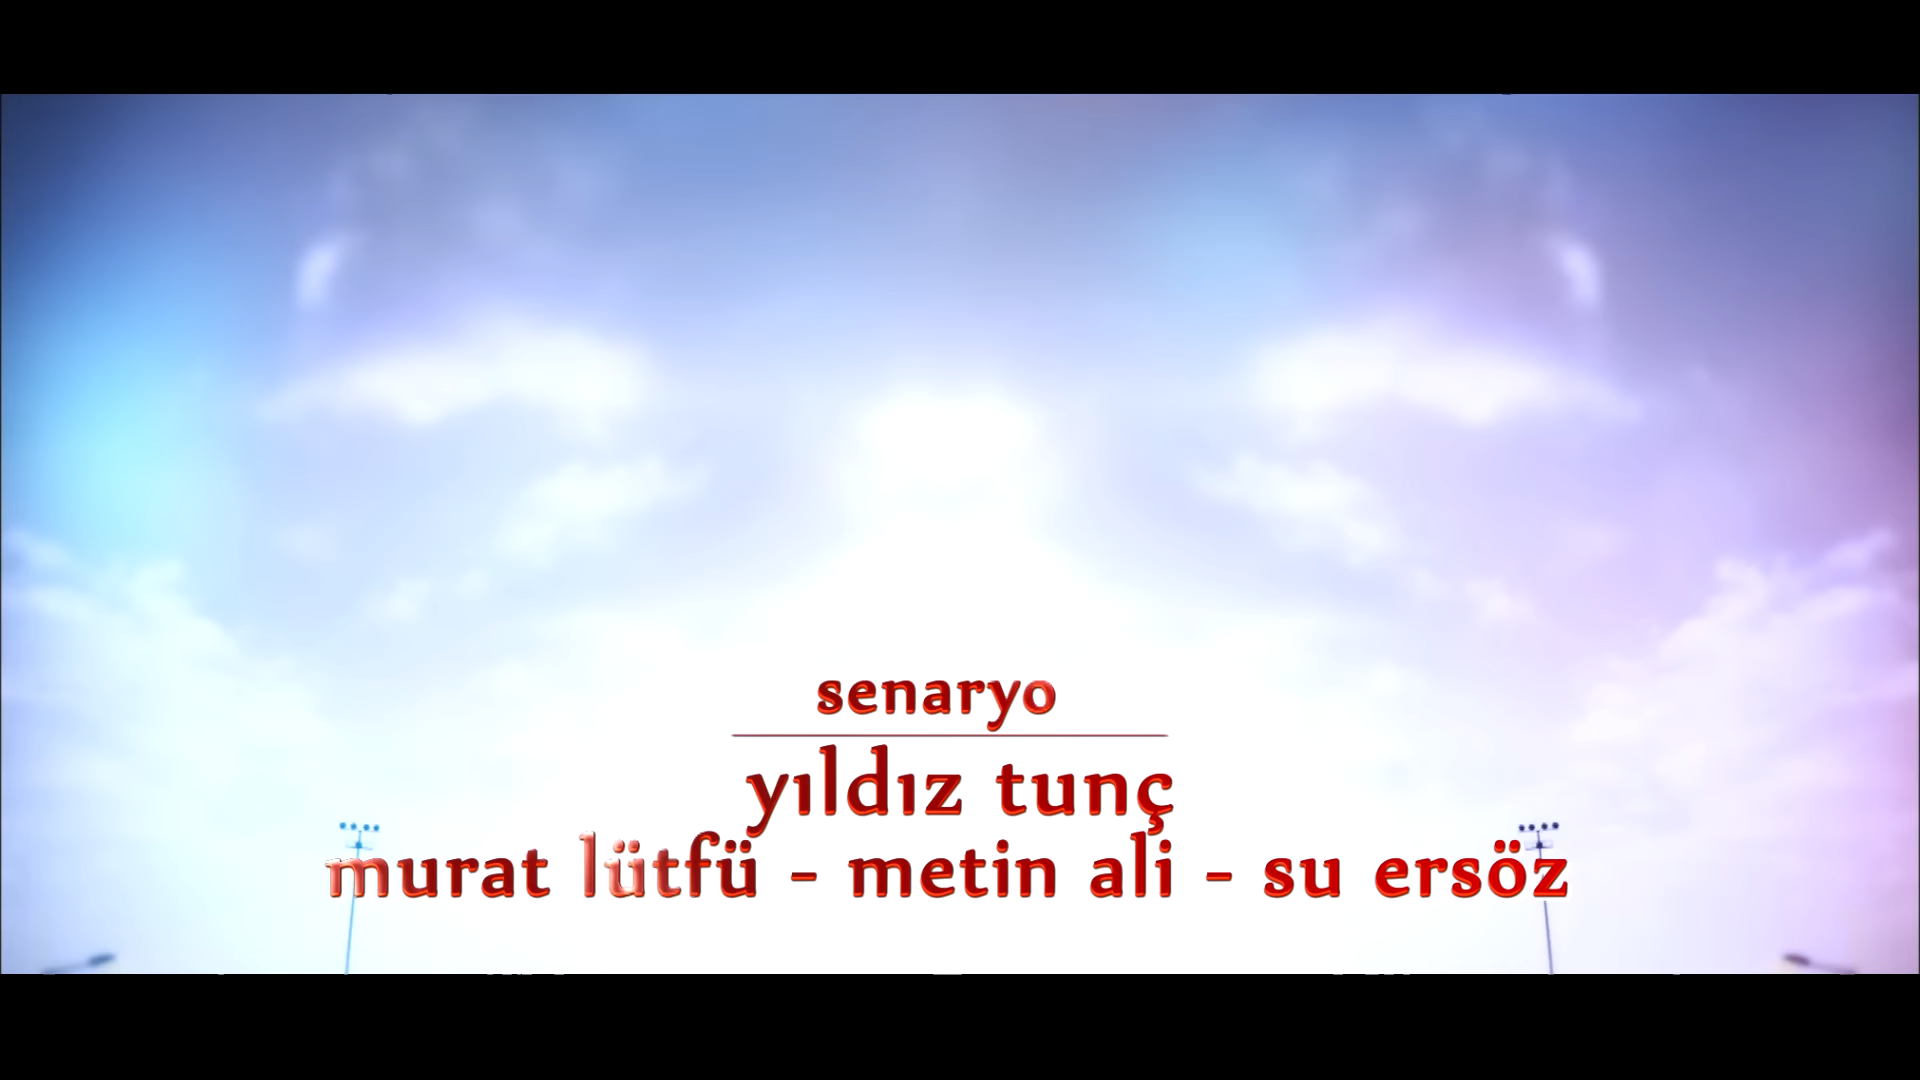 senaryo
yıldız tunç
murat lütfü - metin ali - su ersöz